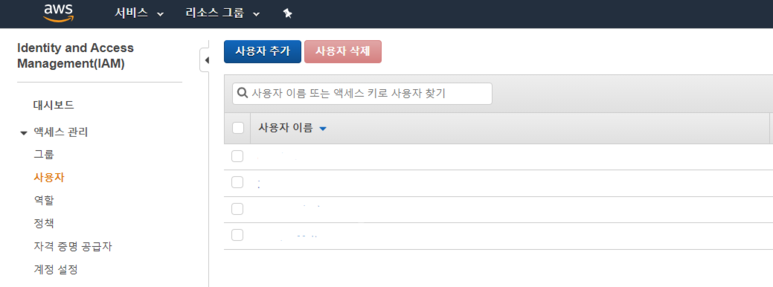 aws 서비스 리소스 그룹
Identity and Access
Management(IAM)
대시보드
액세스 관리
그룹
사용자
역할
정책
자격 증명 공급자
계정 설정
사용자 추가 사용자 삭제
사용자 이름 또는 액세스 키로 사용자 찾기
사용자 이름